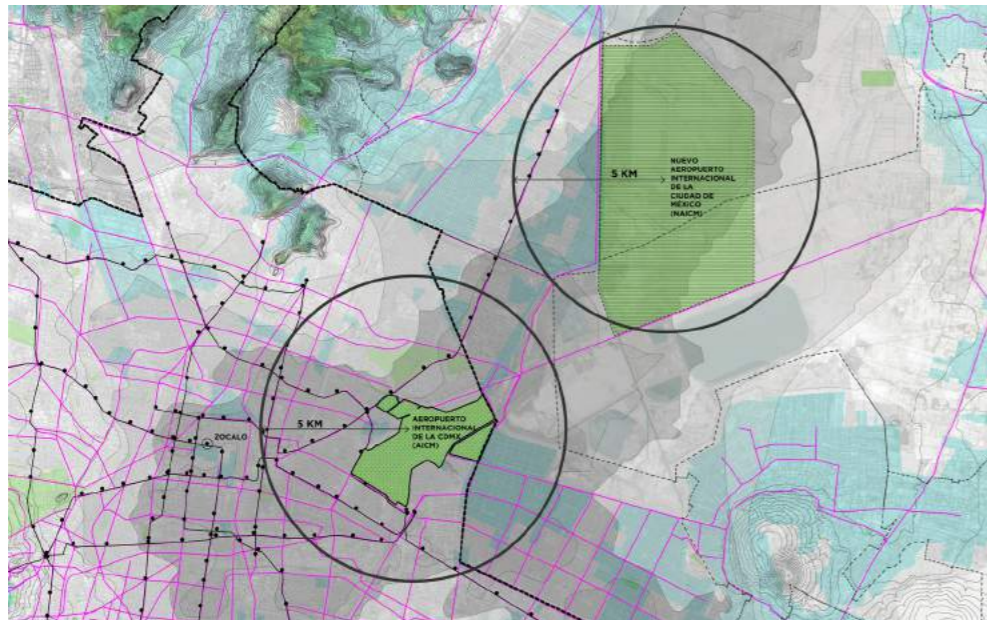 5 KM
NUEVO
AEROPUERTO
INTERNACIONAL
DE LA
CIUDAD DE
MÉXICO
(NAICM)
5 KM
AEROPUERTO
INTERNACIONAL
DE LA CDMX
(AICM)
ZOCALO